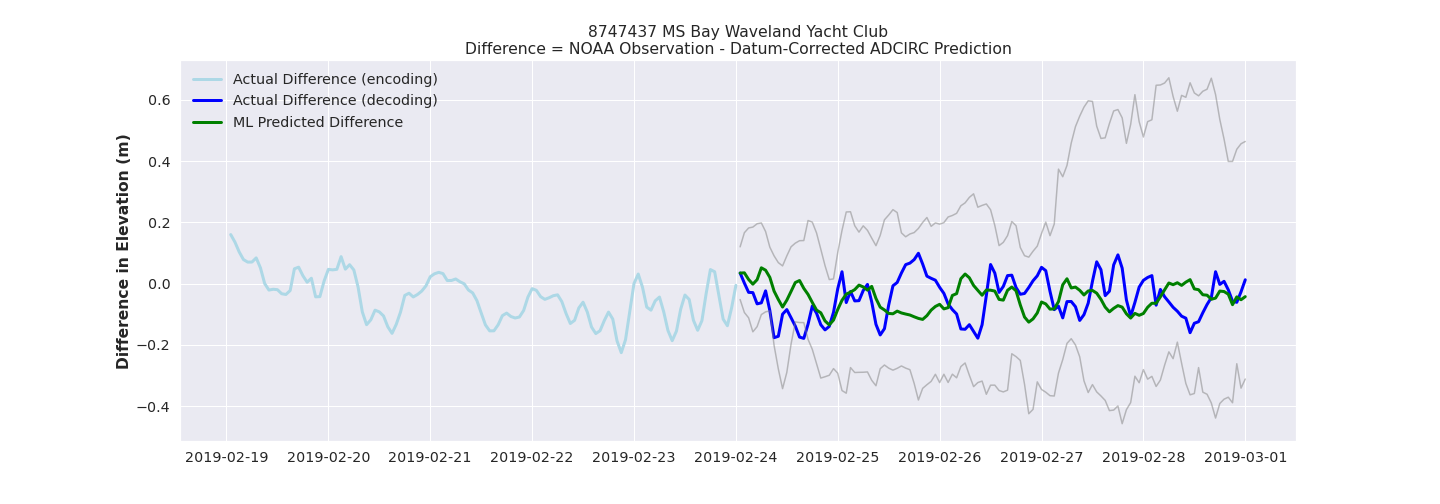 8747437 MS Bay Waveland Yacht Club
Difference = NOAA Observation - Datum-Corrected ADCIRC Prediction
Actual Difference (encoding)
Actual Difference (decoding)
ML Predicted Difference
Difference in Elevation (m)
0.6
0.4
0.2
0.0
−0.2
−0.4
2019-02-19 2019-02-20 2019-02-21 2019-02-22 2019-02-23 2019-02-24 2019-02-25 2019-02-26 2019-02-27 2019-02-28 2019-03-01